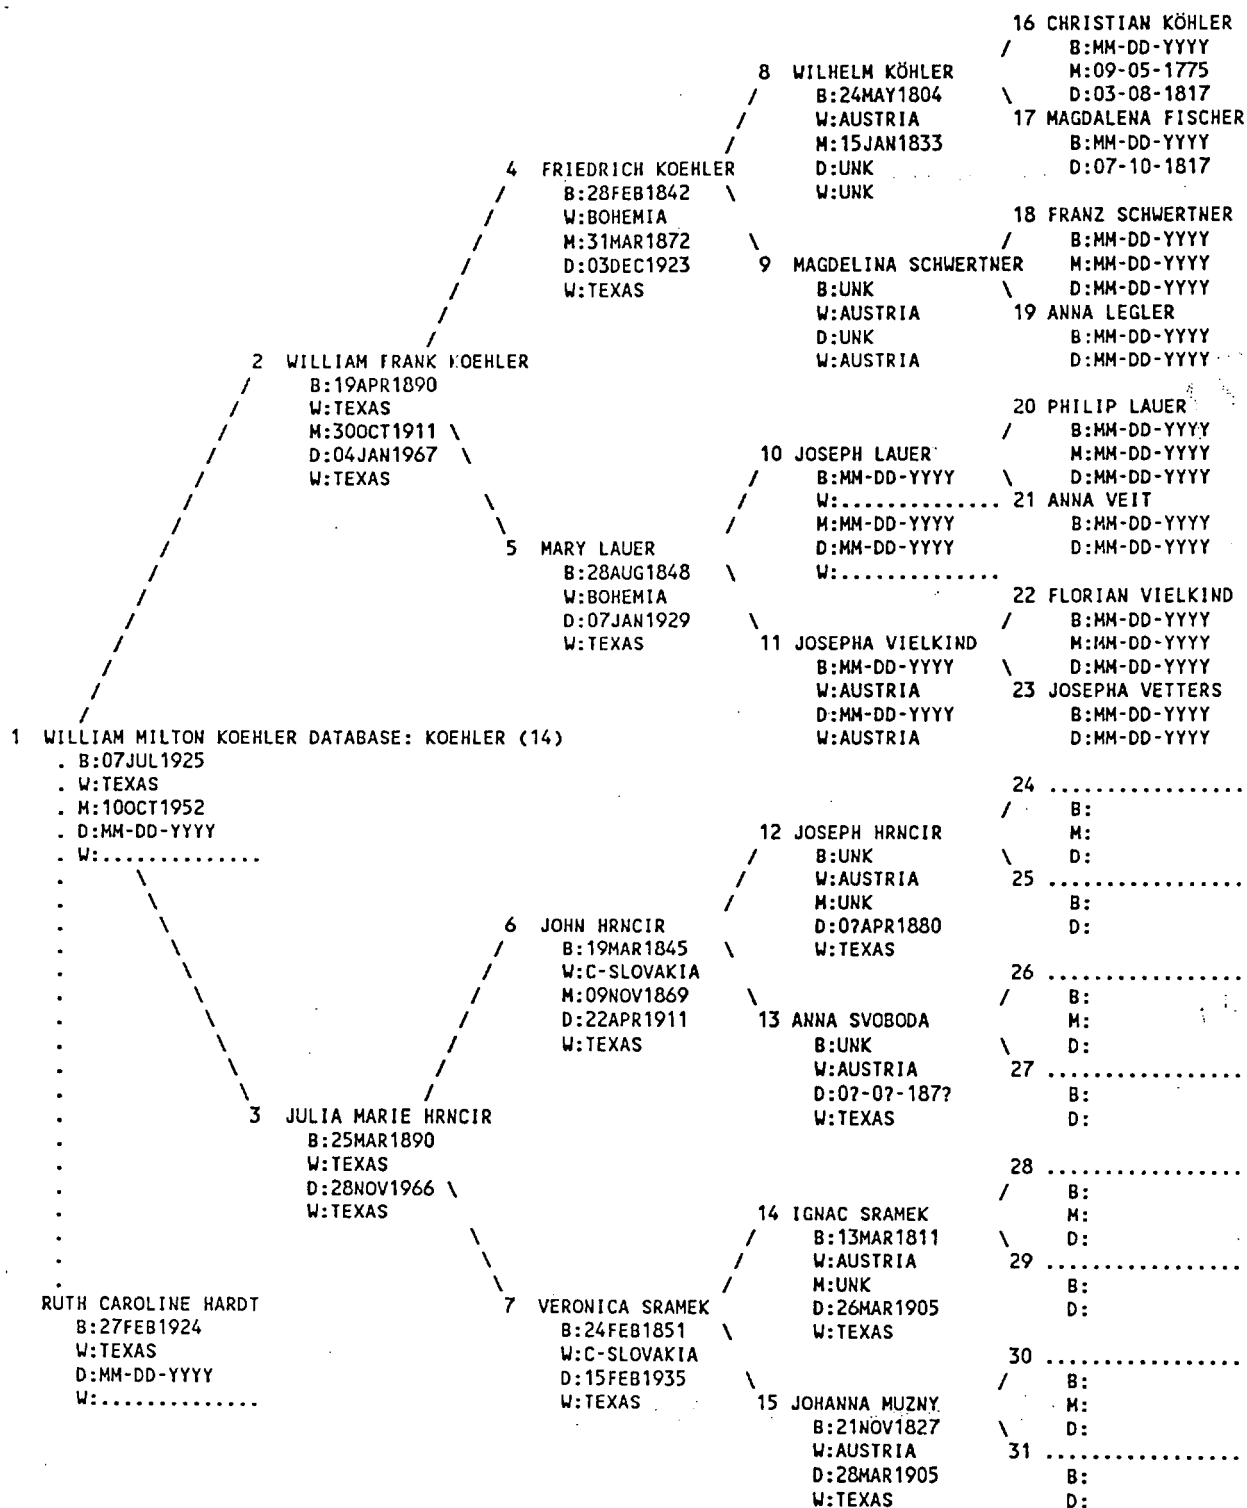 16 CHRISTIAN KÖHLER
B:MM-DD-YYYY
8 WILHELM KÖHLER M:09-05-1775
B:24MAY1804 D:03-08-1817
W:AUSTRIA 17 MAGDALENA FISCHER
M:15JAN1833 B:MM-DD-YYYY
4 FRIEDRICH KOEHLER D:UNK D:07-10-1817
B:28FEB1842 W:UNK
W:BOHEMIA 18 FRANZ SCHWERTNER
M:31MAR1872 B:MM-DD-YYYY
D:03DEC1923 9 MAGDELINA SCHWERTNER M:MM-DD-YYYY
W:TEXAS B:UNK D:MM-DD-YYYY
W:AUSTRIA 19 ANNA LEGLER
D:UNK B:MM-DD-YYYY
2 WILLIAM FRANK KOEHLER W:AUSTRIA D:MM-DD-YYYY
B:19APR1890
W:TEXAS 20 PHILIP LAUER
M:30OCT1911 B:MM-DD-YYYY
D:04JAN1967 10 JOSEPH LAUER M:MM-DD-YYYY
W:TEXAS B:MM-DD-YYYY D:MM-DD-YYYY
W:.............. 21 ANNA VEIT
M:MM-DD-YYYY B:MM-DD-YYYY
5 MARY LAUER D:MM-DD-YYYY D:MM-DD-YYYY
B:28AUG1848 W:..............
W:BOHEMIA 22 FLORIAN VIELKIND
D:07JAN1929 B:MM-DD-YYYY
W:TEXAS 11 JOSEPHA VIELKIND M:MM-DD-YYYY
B:MM-DD-YYYY D:MM-DD-YYYY
W:AUSTRIA 23 JOSEPHA VETTERS
D:MM-DD-YYYY B:MM-DD-YYYY
1 WILLIAM MILTON KOEHLER DATABASE: KOEHLER (14) W:AUSTRIA D:MM-DD-YYYY
B:07JUL1925
W:TEXAS 24 .................
M:10OCT1952 B:
D:MM-DD-YYYY 12 JOSEPH HRNCIR M:
W:.............. B:UNK D:
W:AUSTRIA 25 .................
M:UNK B:
6 JOHN HRNCIR D:0?APR1880 D:
B:19MAR1845 W:TEXAS
W:C-SLOVAKIA 26 .................
M:09NOV1869 B:
D:22APR1911 13 ANNA SVOBODA M:
W:TEXAS B:UNK D:
W:AUSTRIA 27 .................
D:0?-0?-187? B:
3 JULIA MARIE HRNCIR W:TEXAS D:
B:25MAR1890
W:TEXAS 28 .................
D:28NOV1966 B:
W:TEXAS 14 IGNAC SRAMEK M:
B:13MAR1811 D:
W:AUSTRIA 29 .................
M:UNK B:
RUTH CAROLINE HARDT 7 VERONICA SRAMEK D:26MAR1905 D:
B:27FEB1924 B:24FEB1851 W:TEXAS
W:TEXAS W:C-SLOVAKIA 30 .................
D:MM-DD-YYYY D:15FEB1935 B:
W:.............. W:TEXAS 15 JOHANNA MUZNY M:
B:21NOV1827 D:
W:AUSTRIA 31 .................
D:28MAR1905 B:
W:TEXAS D: